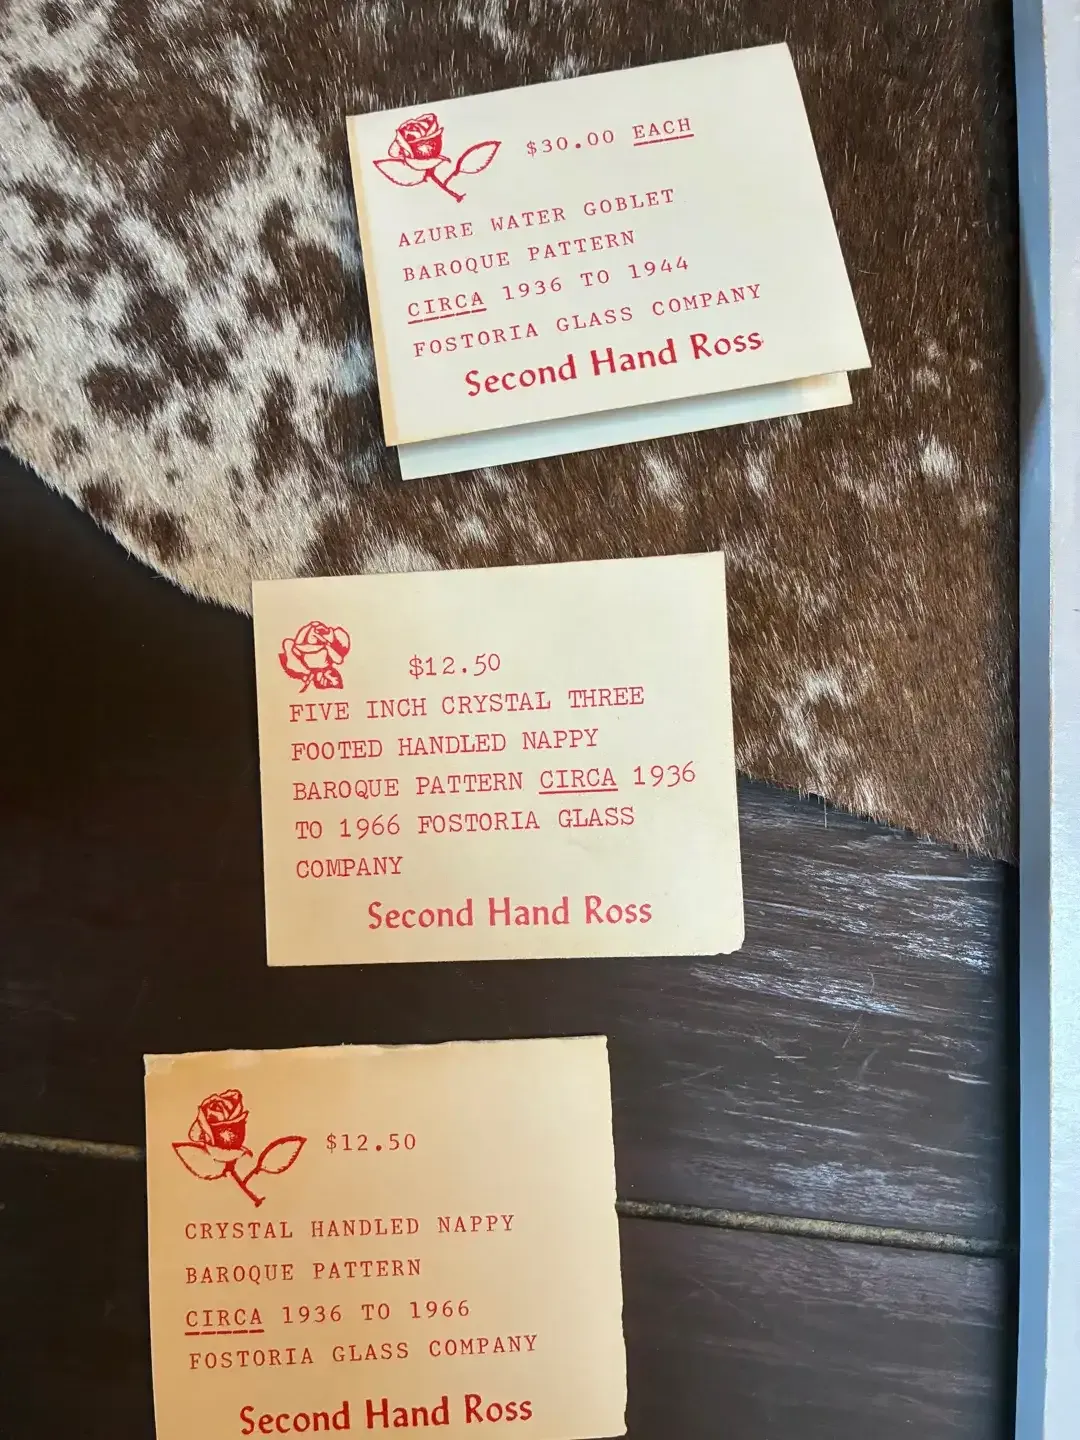 $30.00 EACH
AZURE WATER GOBLET
BAROQUE PATTERN
CIRCA 1936 TO 1944
FOSTORIA GLASS COMPANY
Second Hand Ross
$12.50
FIVE INCH CRYSTAL THREE
FOOTED HANDLED NAPPY
BAROQUE PATTERN CIRCA 1936
TO 1966 FOSTORIA GLASS
COMPANY
Second Hand Ross
$12.50
CRYSTAL HANDLED NAPPY
BAROQUE PATTERN
CIRCA 1936 TO 1966
FOSTORIA GLASS COMPANY
Second Hand Ross